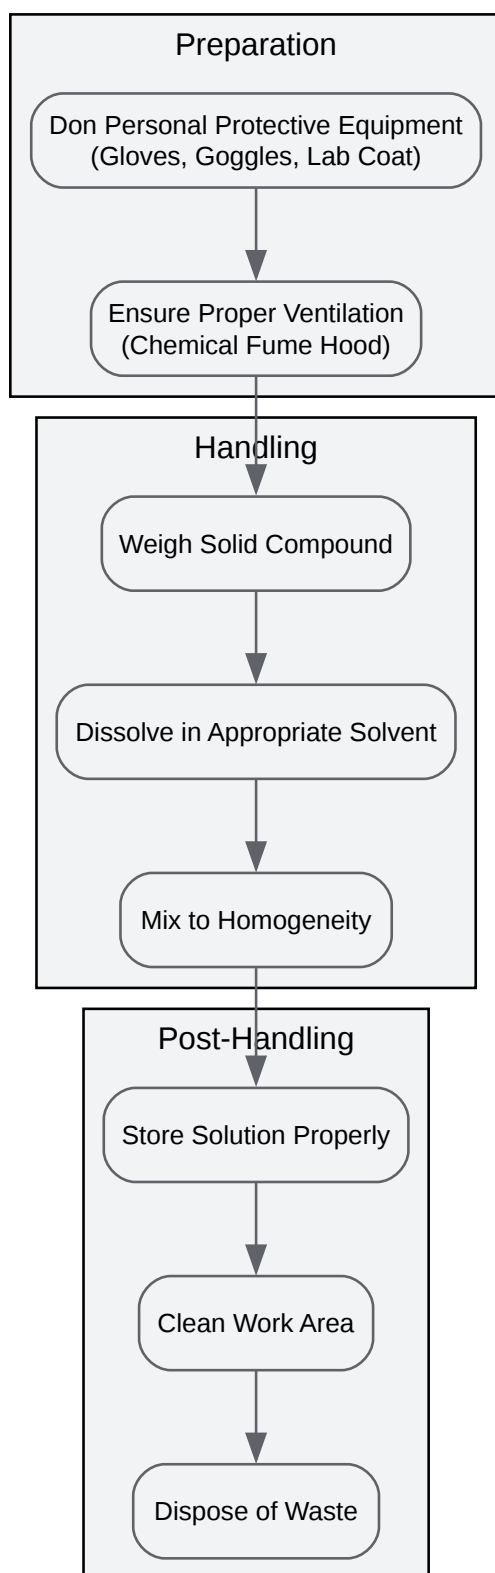 Preparation
Don Personal Protective Equipment
(Gloves, Goggles, Lab Coat)
Ensure Proper Ventilation
(Chemical Fume Hood)
Handling
Weigh Solid Compound
Dissolve in Appropriate Solvent
Mix to Homogeneity
Post-Handling
Store Solution Properly
Clean Work Area
Dispose of Waste